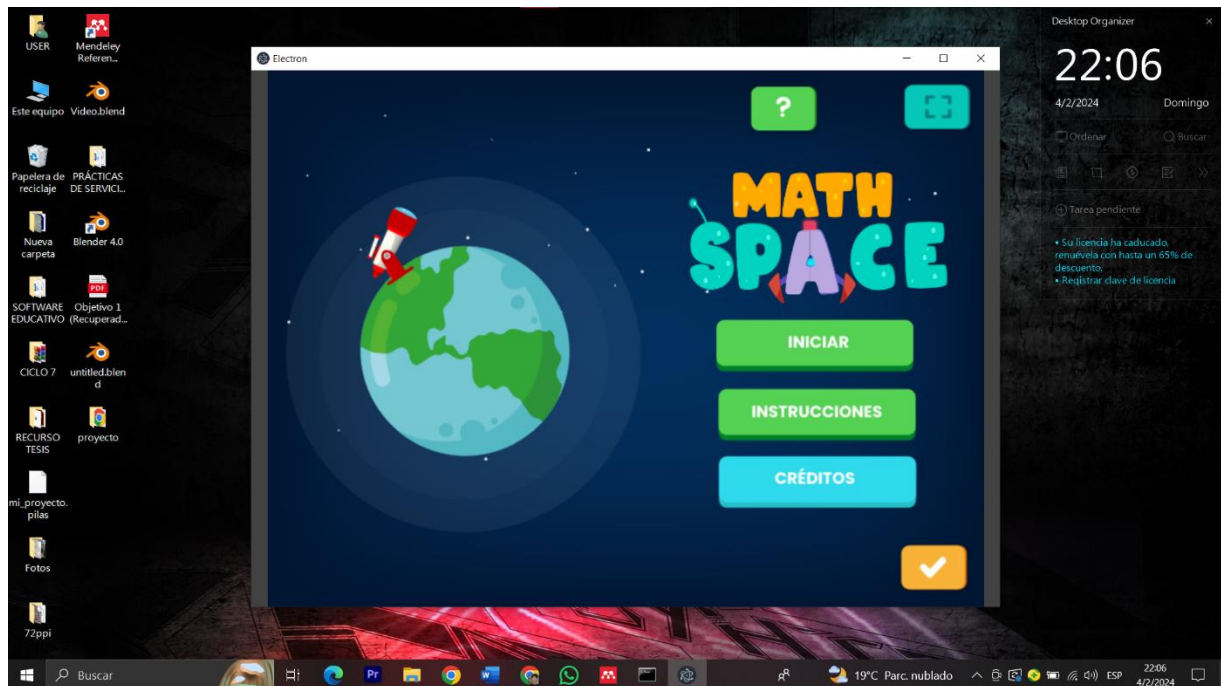 USER
Mendeley
Referen...
Este equipo
Video.blend
Papelera de
reciclaje
PRÁCTICAS
DE SERVICI...
Nueva
carpeta
Blender 4.0
SOFTWARE
EDUCATIVO
PDF
Objetivo 1
(Recuperad...
CICLO 7
untitled.blen
d
RECURSO
TESIS
proyecto
mi_proyecto.
pilas
Fotos
72ppi
Electron
?
MATH
SPACE
INICIAR
INSTRUCCIONES
CRÉDITOS
Desktop Organizer
22:06
4/2/2024
Domingo
Ordenar
Buscar
Tarea pendiente
• Su licencia ha caducado,
renuévela con hasta un 65% de
descuento.
• Registrar clave de licencia
Buscar
Pr
W
19°C Parc. nublado
ESP
22:06
4/2/2024